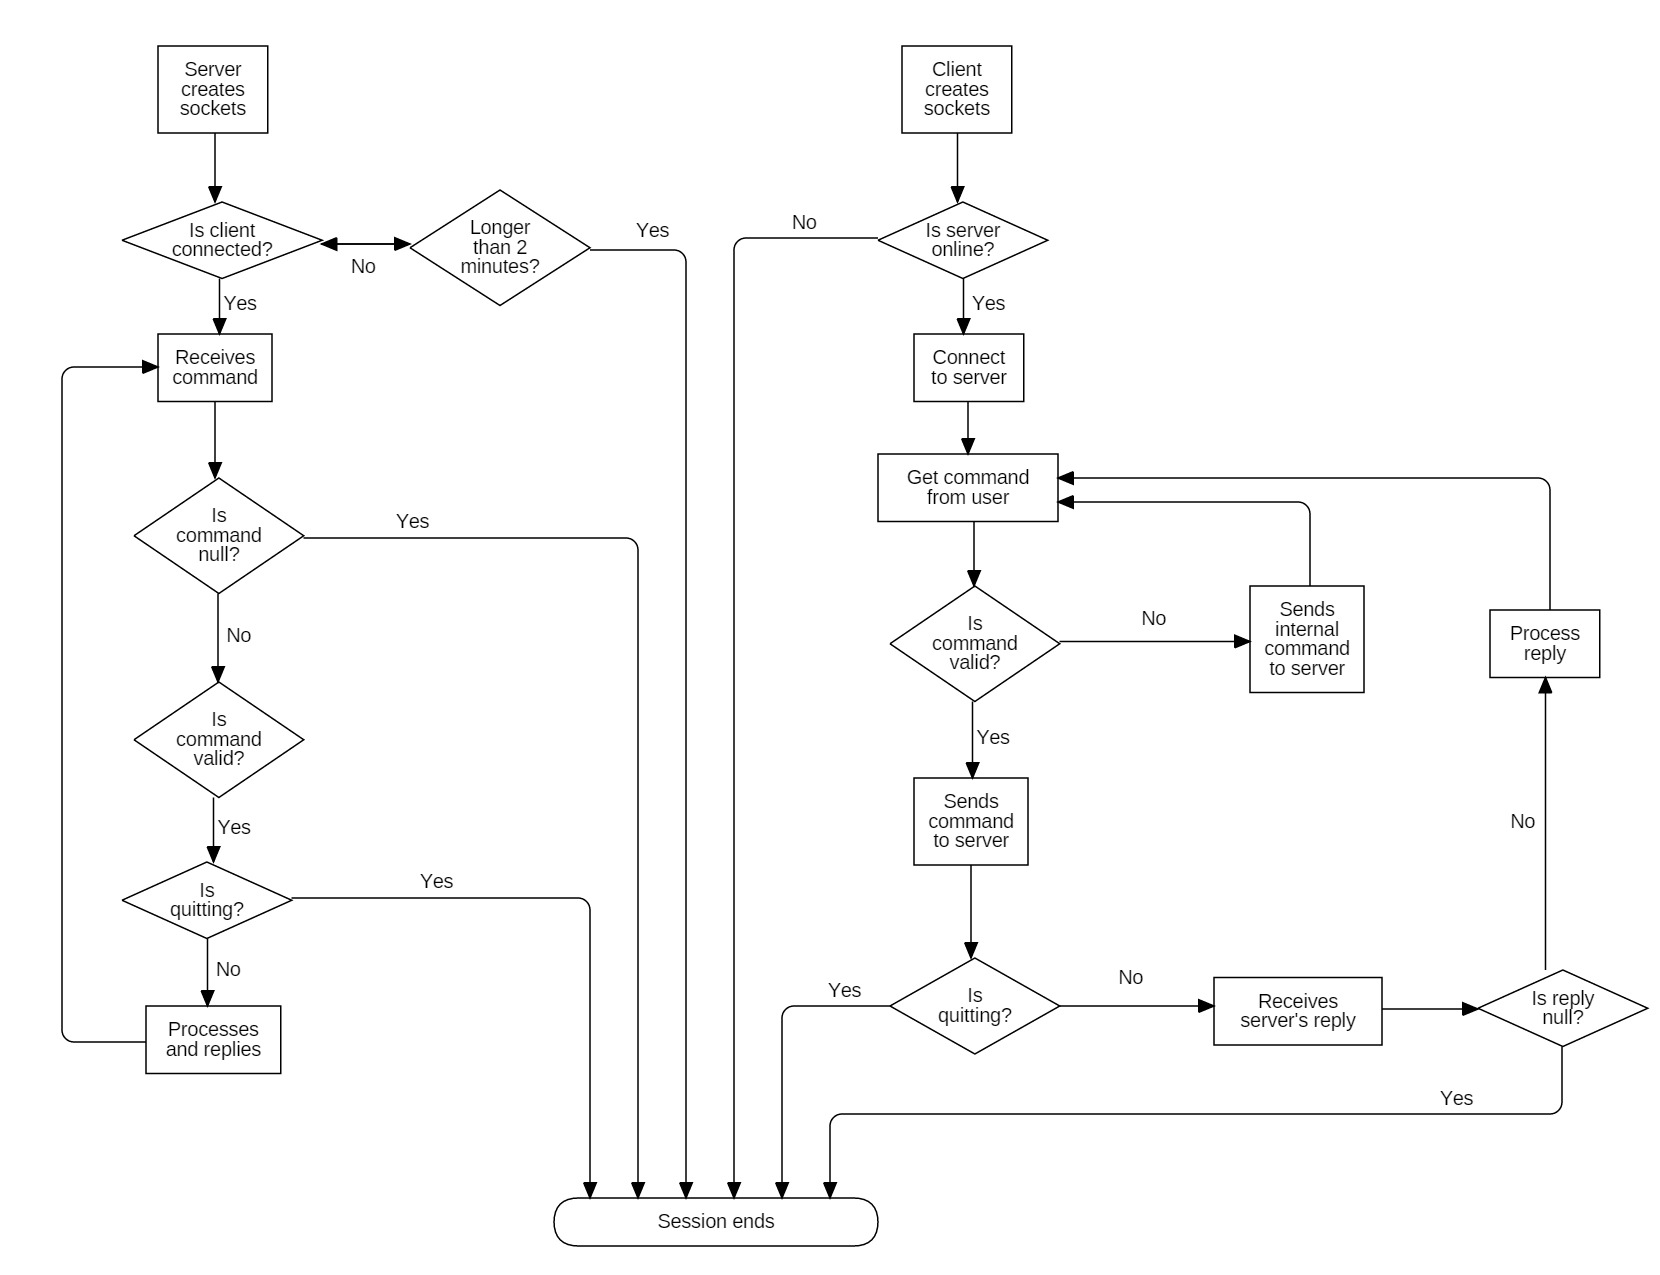 Server
creates
sockets
Client
creates
sockets
Is client
connected?
No
Longer
than 2
minutes?
Yes
No
Is server
online?
Yes
Yes
Receives
command
Connect
to server
Get command
from user
Is
command
null?
Yes
No
Is
command
valid?
No
Sends
internal
command
to server
Process
reply
Is
command
valid?
Yes
Yes
Sends
command
to server
No
Is
quitting?
Yes
No
Processes
and replies
Yes
Is
quitting?
No
Receives
server's reply
Is reply
null?
Yes
Session ends